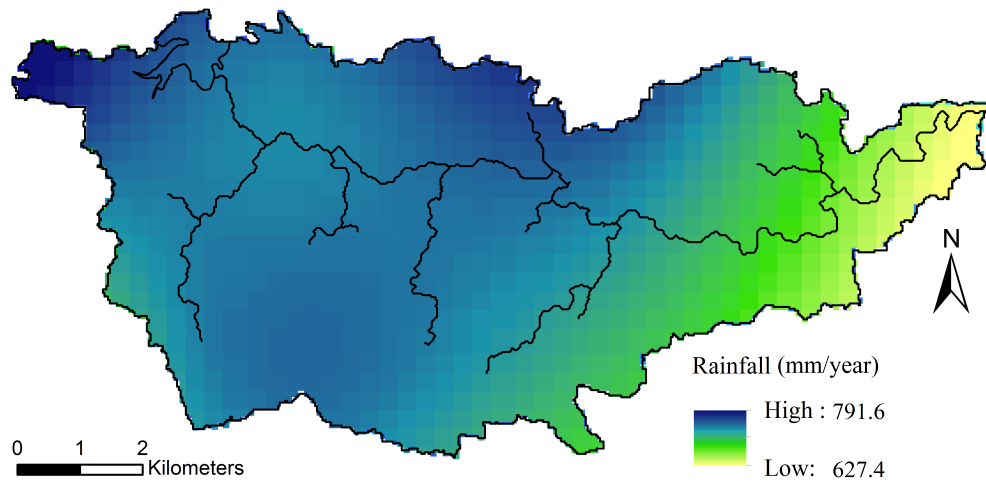 N
Rainfall (mm/year)
High : 791.6
Low: 627.4
0 1 2
Kilometers